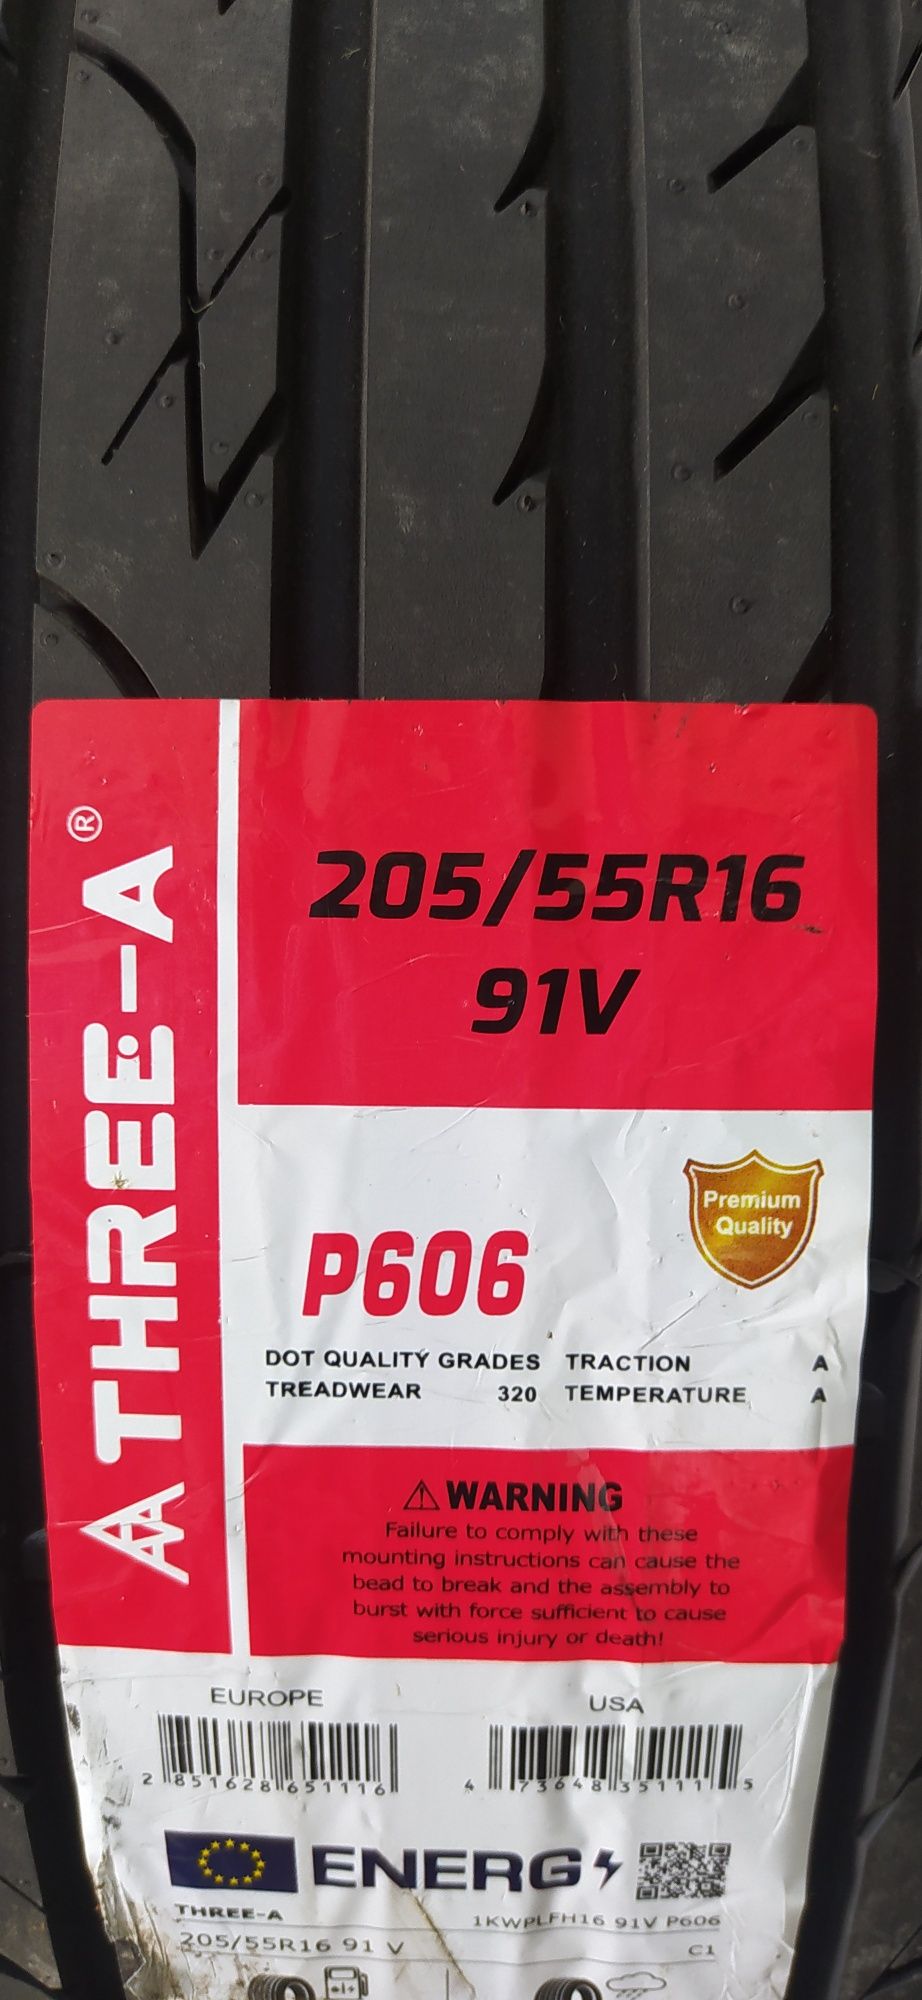 THREE-A®
205/55R16
91V
Premium
Quality
P606
DOT QUALITY GRADES TRACTION A
TREADWEAR 320 TEMPERATURE A
⚠ WARNING
Failure to comply with these
mounting instructions can cause the
bead to break and the assembly to
burst with force sufficient to cause
serious injury or death!
EUROPE
USA
2 851628 651116
4 73648 35111 5
ENERG
THREE-A
1KWPLFH16 91V P606
205/55R16 91 V
C1